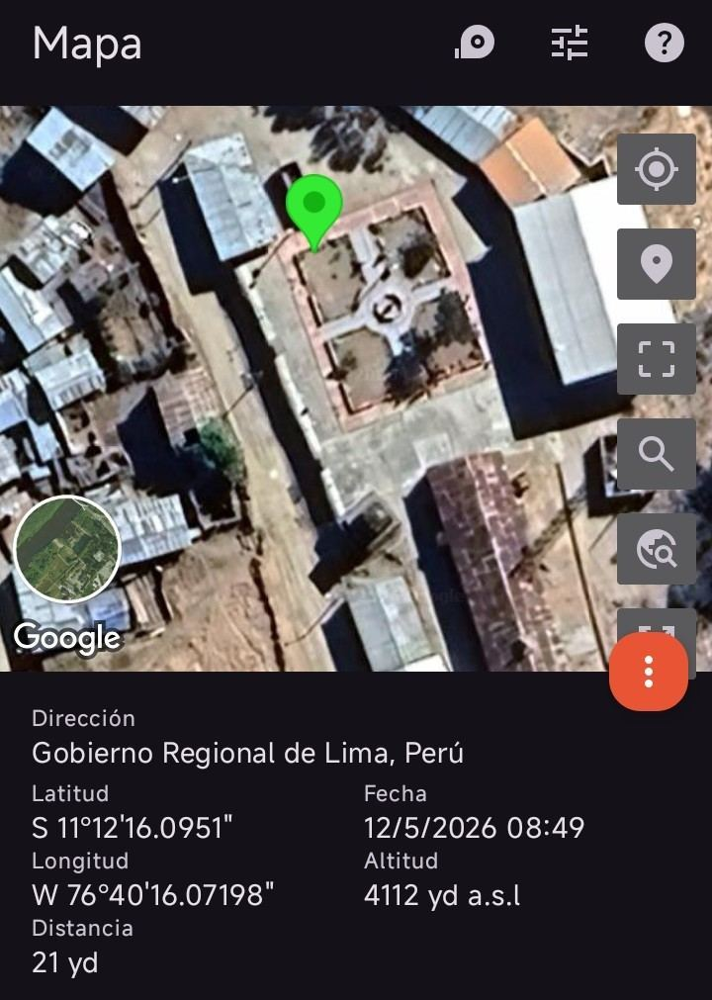 Mapa
Google
Dirección
Gobierno Regional de Lima, Perú
Latitud
S 11°12'16.0951"
Fecha
12/5/2026 08:49
Longitud
W 76°40'16.07198"
Altitud
4112 yd a.s.l
Distancia
21 yd